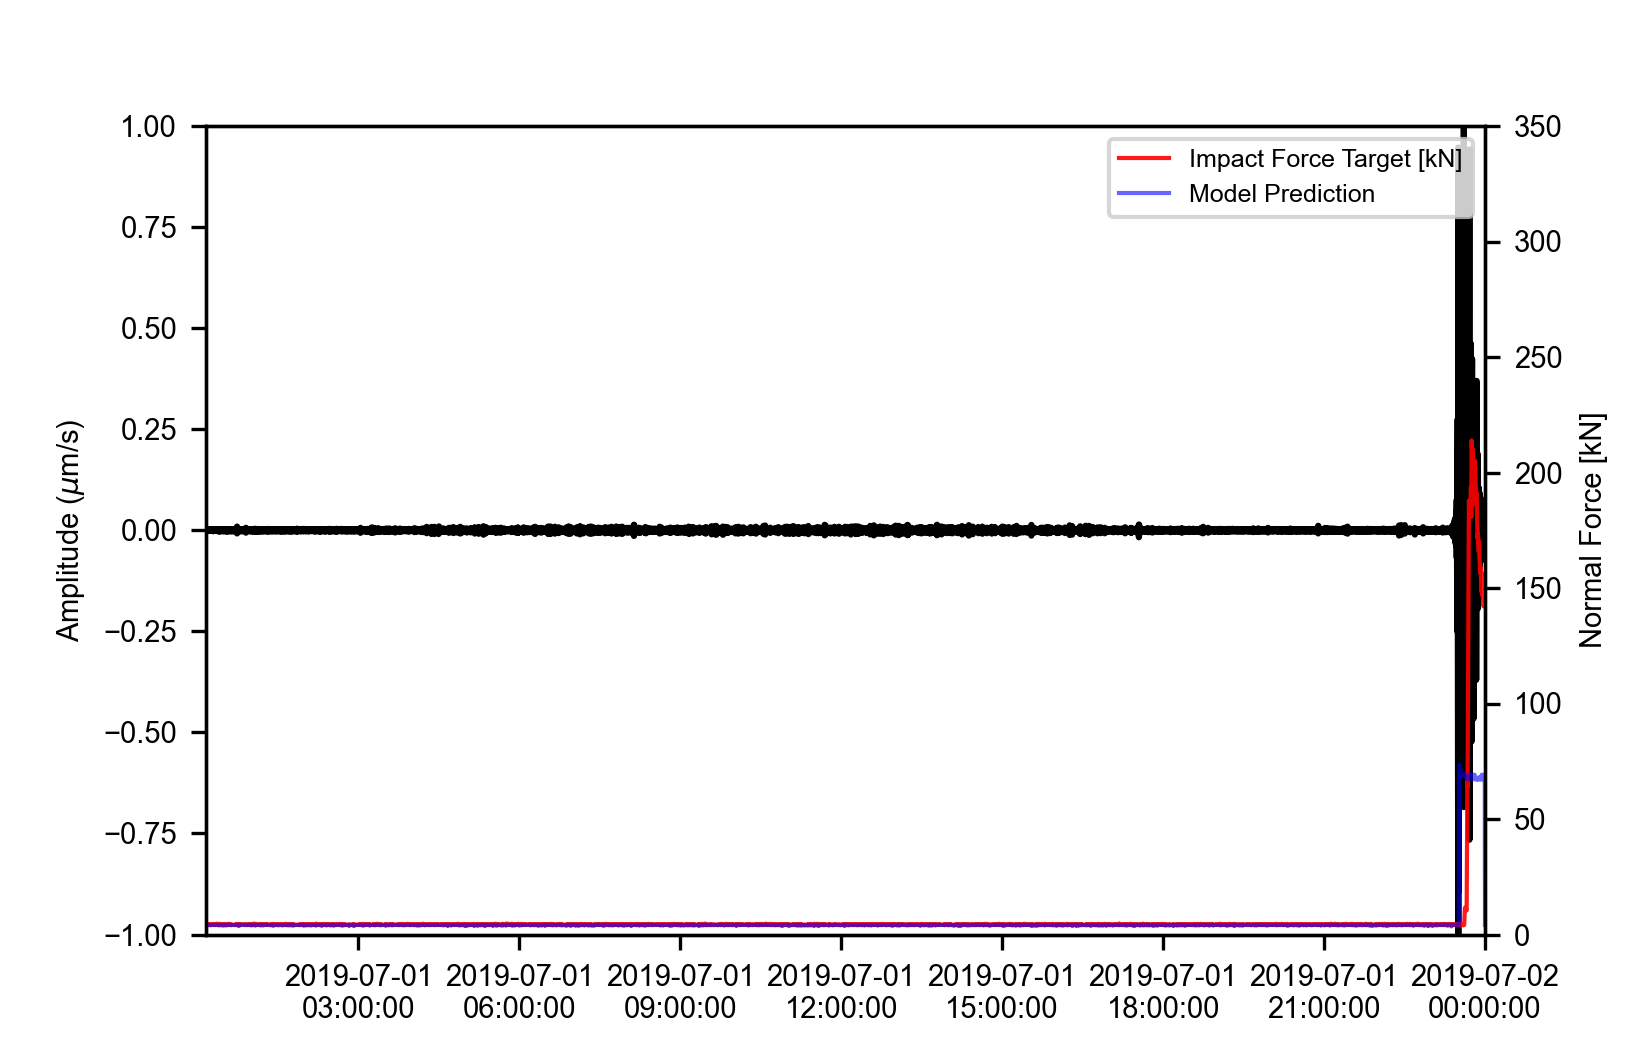 1.00
0.75
0.50
0.25
0.00
−0.25
−0.50
−0.75
−1.00
Amplitude (μm/s)
Impact Force Target [kN]
Model Prediction
350
300
250
200
150
100
50
0
Normal Force [kN]
2019-07-01 2019-07-01 2019-07-01 2019-07-01 2019-07-01 2019-07-01 2019-07-01 2019-07-02
03:00:00 06:00:00 09:00:00 12:00:00 15:00:00 18:00:00 21:00:00 00:00:00